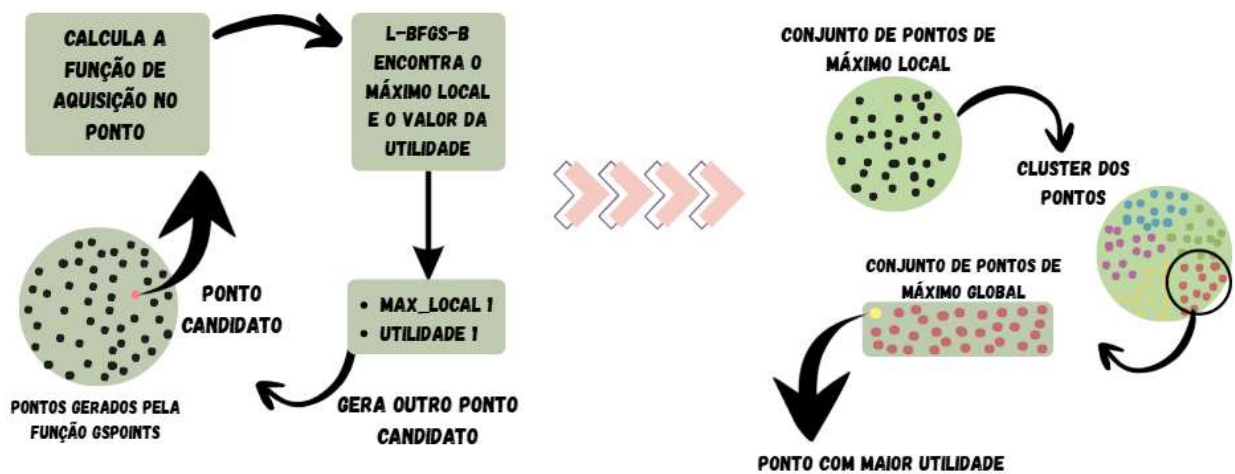 CALCULA A
FUNÇÃO DE
AQUISIÇÃO NO
PONTO
L-BFGS-B
ENCONTRA O
MÁXIMO LOCAL
E O VALOR DA
UTILIDADE
PONTO
CANDIDATO
• MAX_LOCAL 1
• UTILIDADE 1
PONTOS GERADOS PELA
FUNÇÃO GSPOINTS
GERA OUTRO PONTO
CANDIDATO
CONJUNTO DE PONTOS DE
MÁXIMO LOCAL
CLUSTER DOS
PONTOS
CONJUNTO DE PONTOS DE
MÁXIMO GLOBAL
PONTO COM MAIOR UTILIDADE